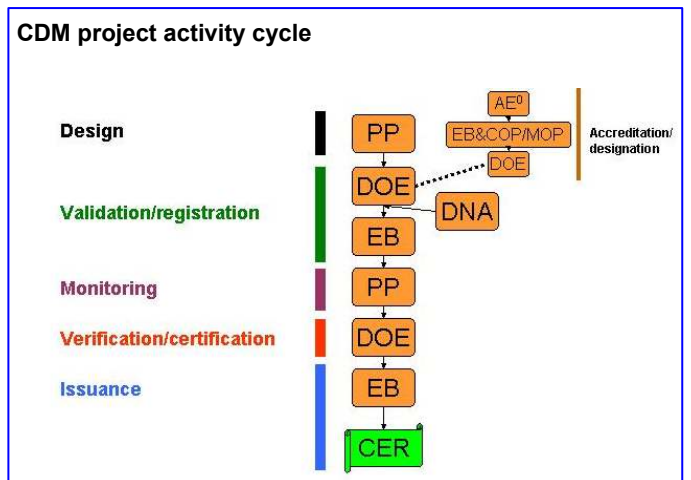 CDM project activity cycle
AE⁰
Design
PP
EB&COP/MOP
Accreditation/
designation
DOE
DOE
Validation/registration
DNA
EB
Monitoring
PP
Verification/certification
DOE
Issuance
EB
CER